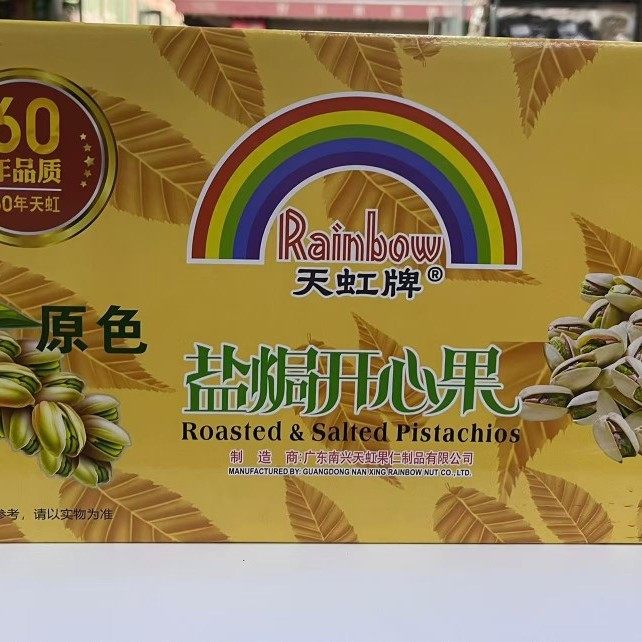 60
年品质
60年天虹
Rainbow
天虹牌®
原色
盐焗开心果
Roasted & Salted Pistachios
制 造 商:广东南兴天虹果仁制品有限公司
MANUFACTURED BY: GUANGDONG NAN XING RAINBOW NUT CO.,LTD.
参考，请以实物为准